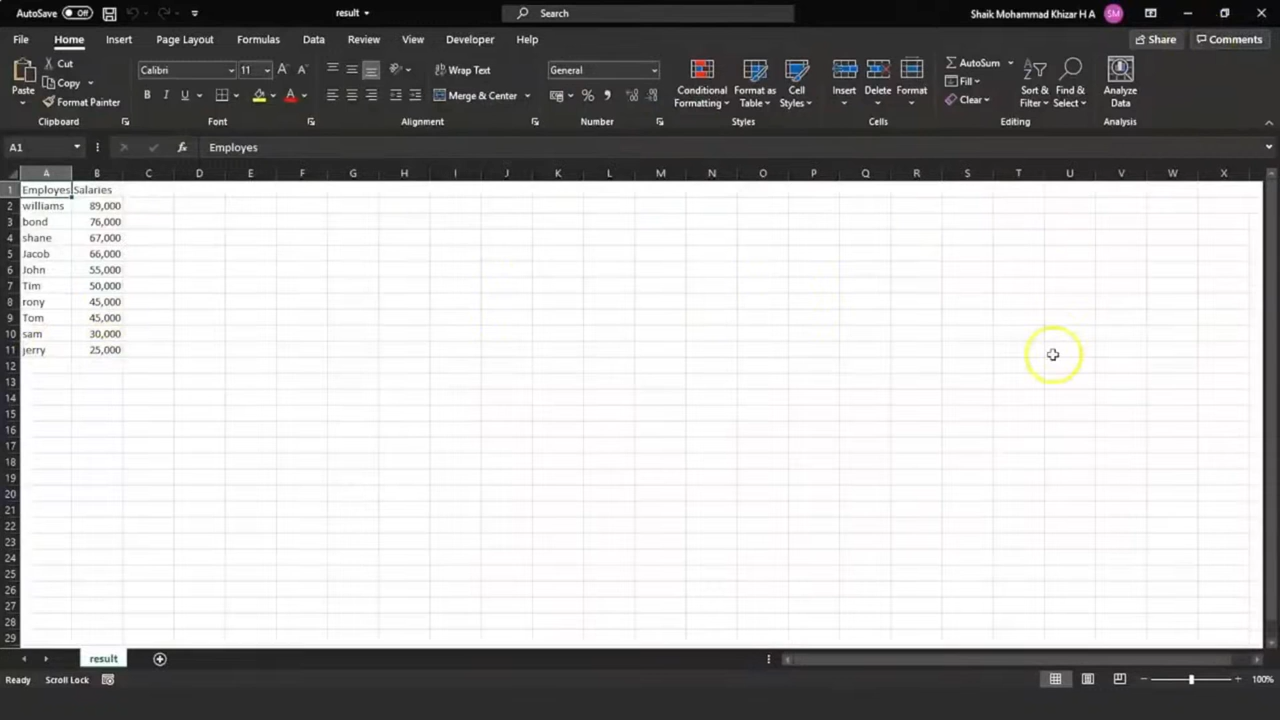 AutoSave Off result Search Shaik Mohammad Khizar H A SM
File Home Insert Page Layout Formulas Data Review View Developer Help Share Comments
Paste Cut Copy Format Painter
Clipboard
Calibri 11
B I U
Font
Wrap Text
Merge & Center
Alignment
General
Number
Conditional Formatting Format as Table Cell Styles
Styles
Insert Delete Format
Cells
AutoSum Fill Clear Sort & Filter Find & Select
Editing
Analyze Data
Analysis
A1 fx Employes
A B C D E F G H I J K L M N O P Q R S T U V W X
1 Employes Salaries
2 williams 89,000
3 bond 76,000
4 shane 67,000
5 Jacob 66,000
6 John 55,000
7 Tim 50,000
8 rony 45,000
9 Tom 45,000
10 sam 30,000
11 jerry 25,000
12
13
14
15
16
17
18
19
20
21
22
23
24
25
26
27
28
29
result
Ready Scroll Lock 100%